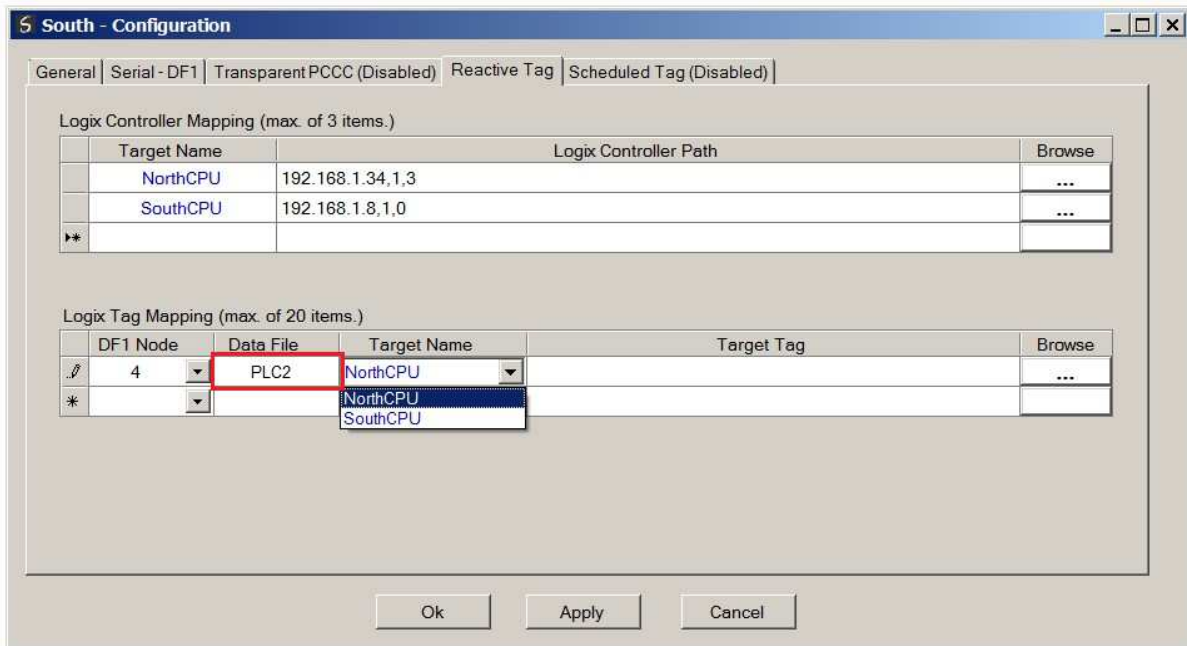 South - Configuration
General Serial - DF1 Transparent PCCC (Disabled) Reactive Tag Scheduled Tag (Disabled)
Logix Controller Mapping (max. of 3 items.)
Target Name Logix Controller Path Browse
NorthCPU 192.168.1.34,1,3 ...
SouthCPU 192.168.1.8,1,0 ...
Logix Tag Mapping (max. of 20 items.)
DF1 Node Data File Target Name Target Tag Browse
4 PLC2 NorthCPU ...
NorthCPU
SouthCPU
Ok Apply Cancel